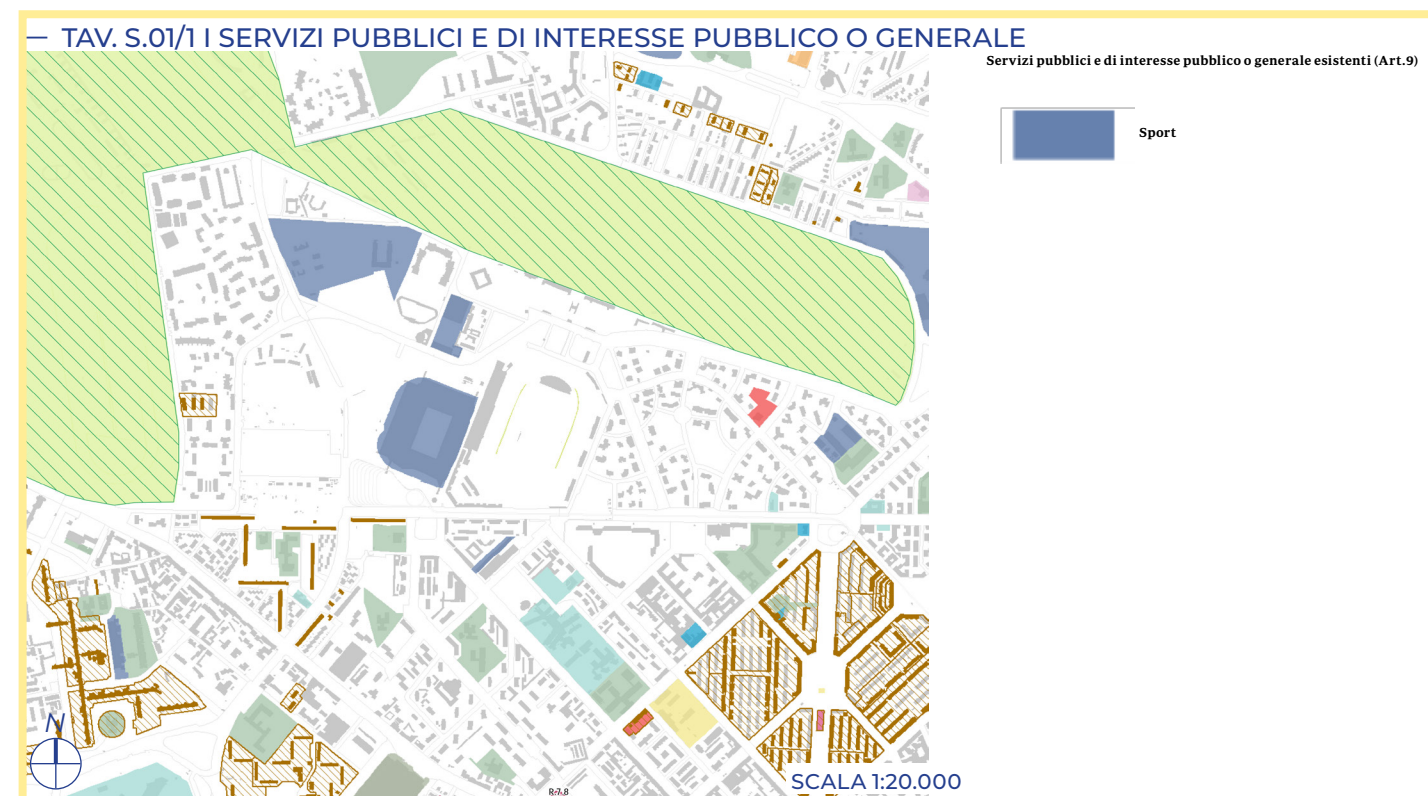 TAV. S.01/1 I SERVIZI PUBBLICI E DI INTERESSE PUBBLICO O GENERALE
Servizi pubblici e di interesse pubblico o generale esistenti (Art.9)
Sport
N
SCALA 1:20.000
R-7.8